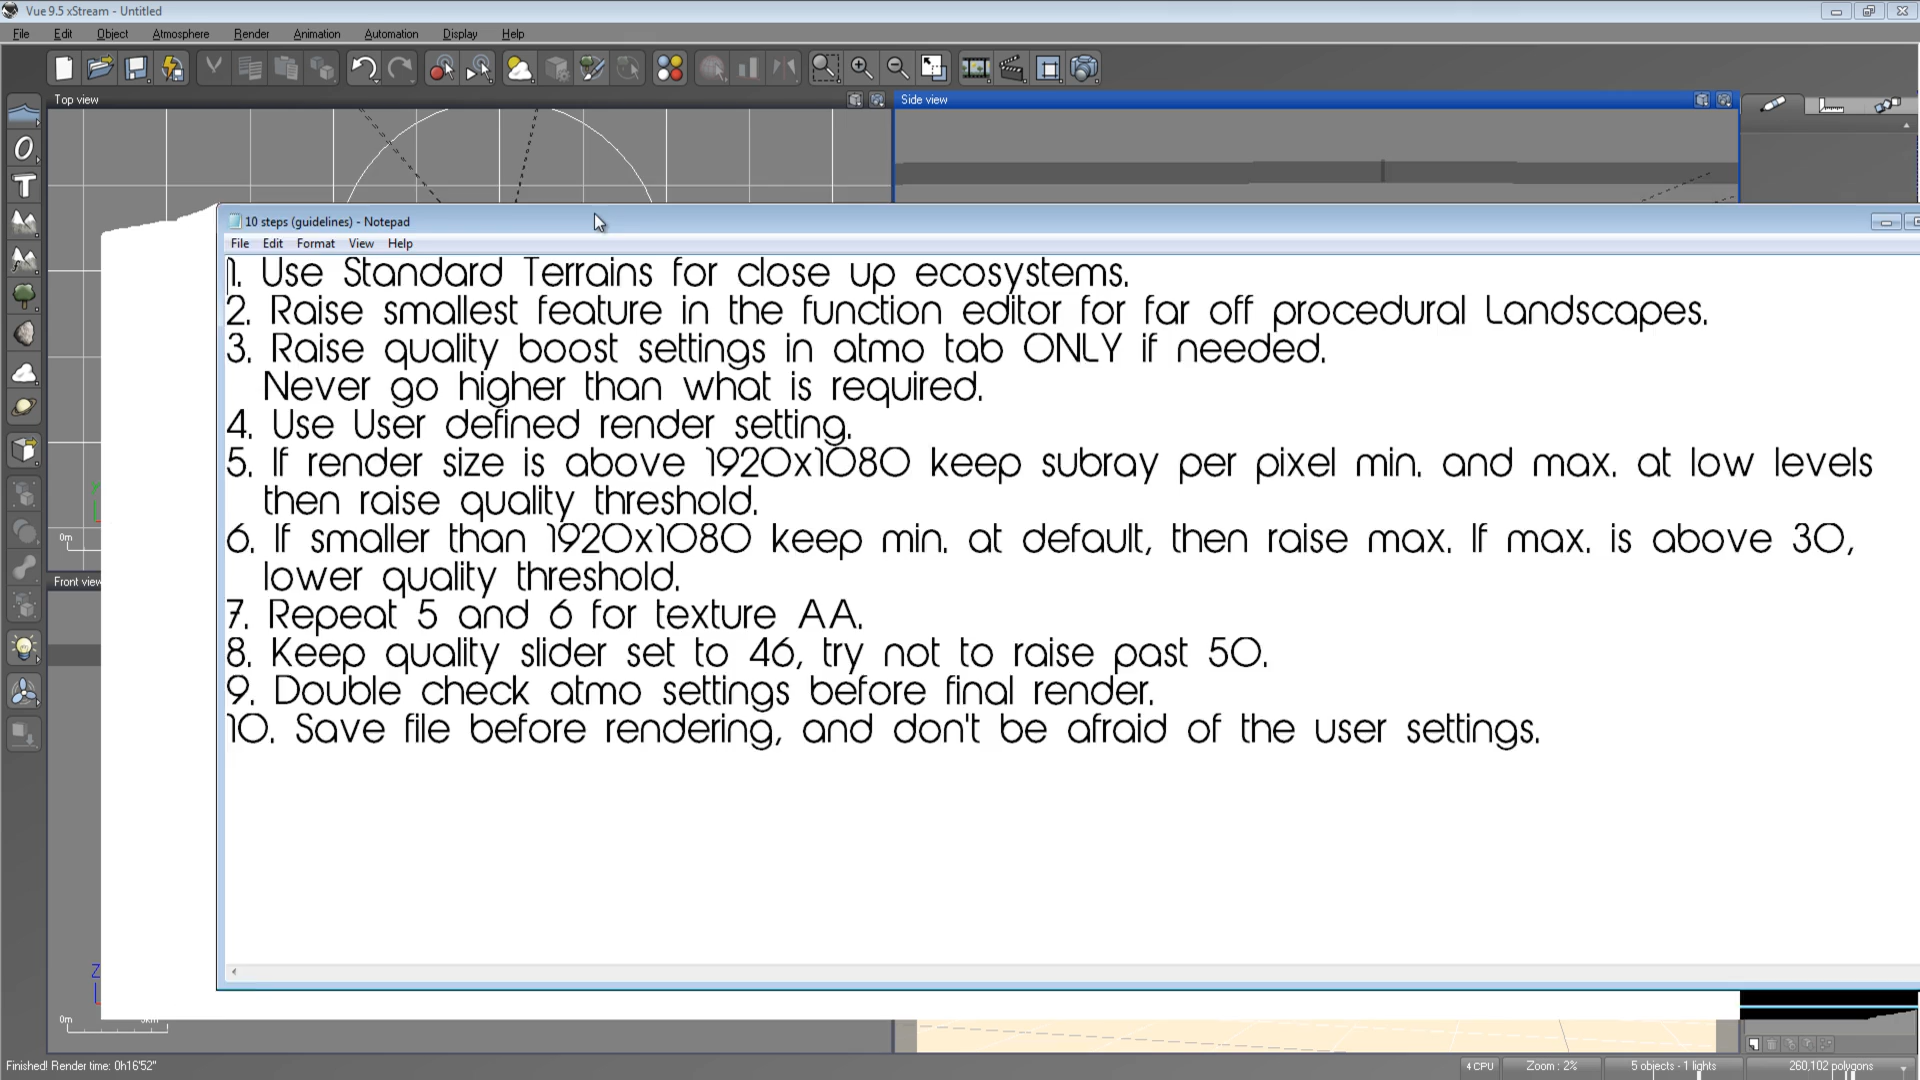 Vue 9.5 xStream - Untitled
File Edit Object Atmosphere Render Animation Automation Display Help
Top view
Side view
10 steps (guidelines) - Notepad
File Edit Format View Help
1. Use Standard Terrains for close up ecosystems.
2. Raise smallest feature in the function editor for far off procedural Landscapes.
3. Raise quality boost settings in atmo tab ONLY if needed.
Never go higher than what is required.
4. Use User defined render setting.
5. If render size is above 1920x1080 keep subray per pixel min. and max. at low levels
then raise quality threshold.
6. If smaller than 1920x1080 keep min. at default, then raise max. If max. is above 30,
lower quality threshold.
7. Repeat 5 and 6 for texture AA.
8. Keep quality slider set to 46, try not to raise past 50.
9. Double check atmo settings before final render.
10. Save file before rendering, and don't be afraid of the user settings.
0m
Front view
Z
0m
Finished! Render time: 0h16'52"
4 CPU
Zoom : 2%
5 objects - 1 lights
260,102 polygons